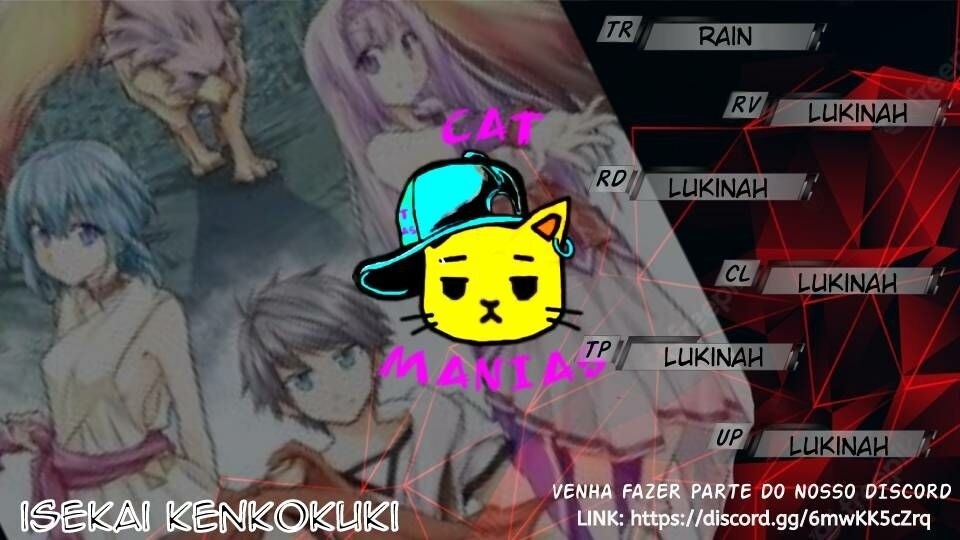 TR RAIN
RV LUKINAH
CAT
RD LUKINAH
CL LUKINAH
TP LUKINAH
MANIAS
UP LUKINAH
VENHA FAZER PARTE DO NOSSO DISCORD
ISEKAI KENKOKUKI
LINK: https://discord.gg/6mwKK5cZrq